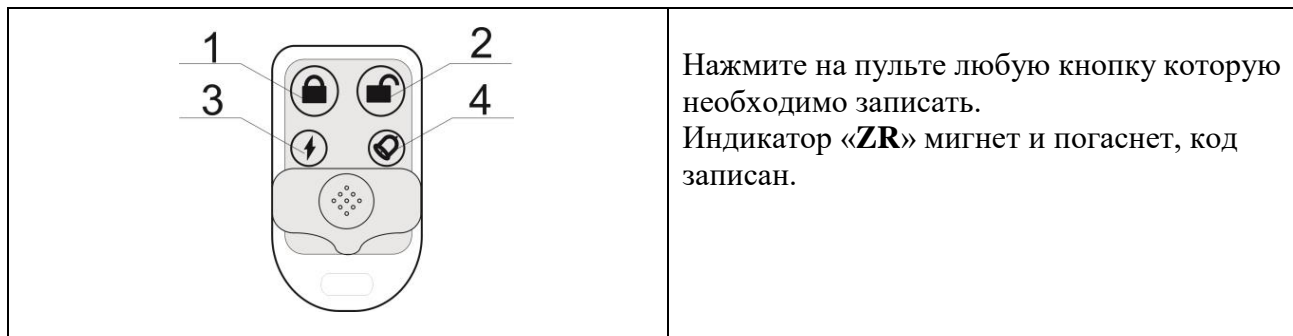 1
2
3
4
Нажмите на пульте любую кнопку которую
необходимо записать.
Индикатор «ZR» мигнет и погаснет, код
записан.